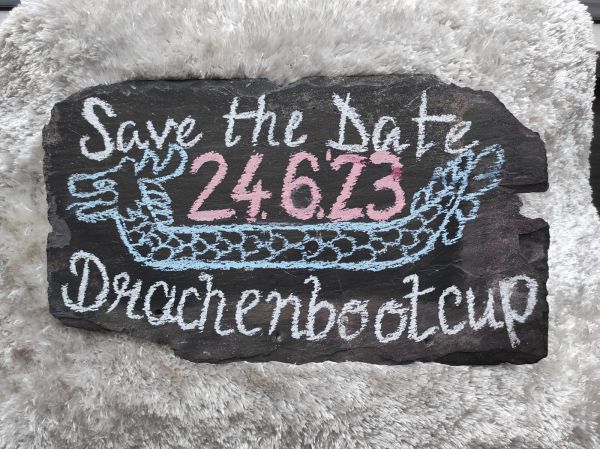 Save the Date
24.6.'23
Drachenbootcup